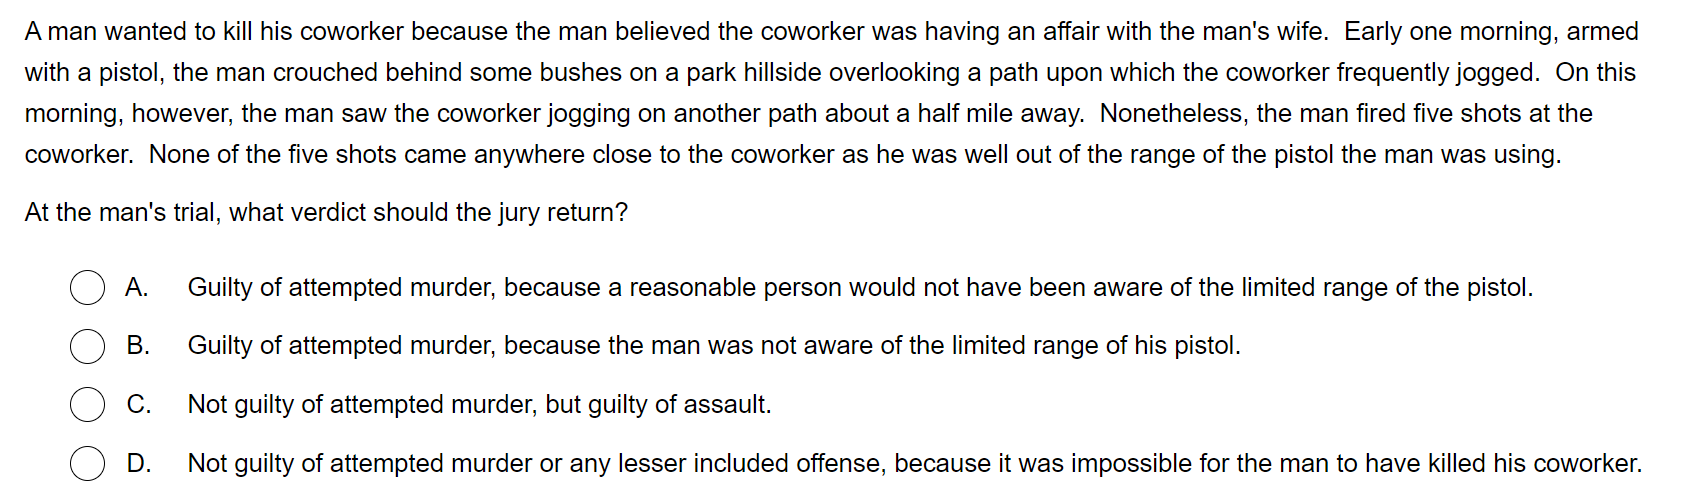 A man wanted to kill his coworker because the man believed the coworker was having an affair with the man's wife.  Early one morning, armed
with a pistol, the man crouched behind some bushes on a park hillside overlooking a path upon which the coworker frequently jogged.  On this
morning, however, the man saw the coworker jogging on another path about a half mile away.  Nonetheless, the man fired five shots at the
coworker.  None of the five shots came anywhere close to the coworker as he was well out of the range of the pistol the man was using.
At the man's trial, what verdict should the jury return?
A. Guilty of attempted murder, because a reasonable person would not have been aware of the limited range of the pistol.
B. Guilty of attempted murder, because the man was not aware of the limited range of his pistol.
C. Not guilty of attempted murder, but guilty of assault.
D. Not guilty of attempted murder or any lesser included offense, because it was impossible for the man to have killed his coworker.